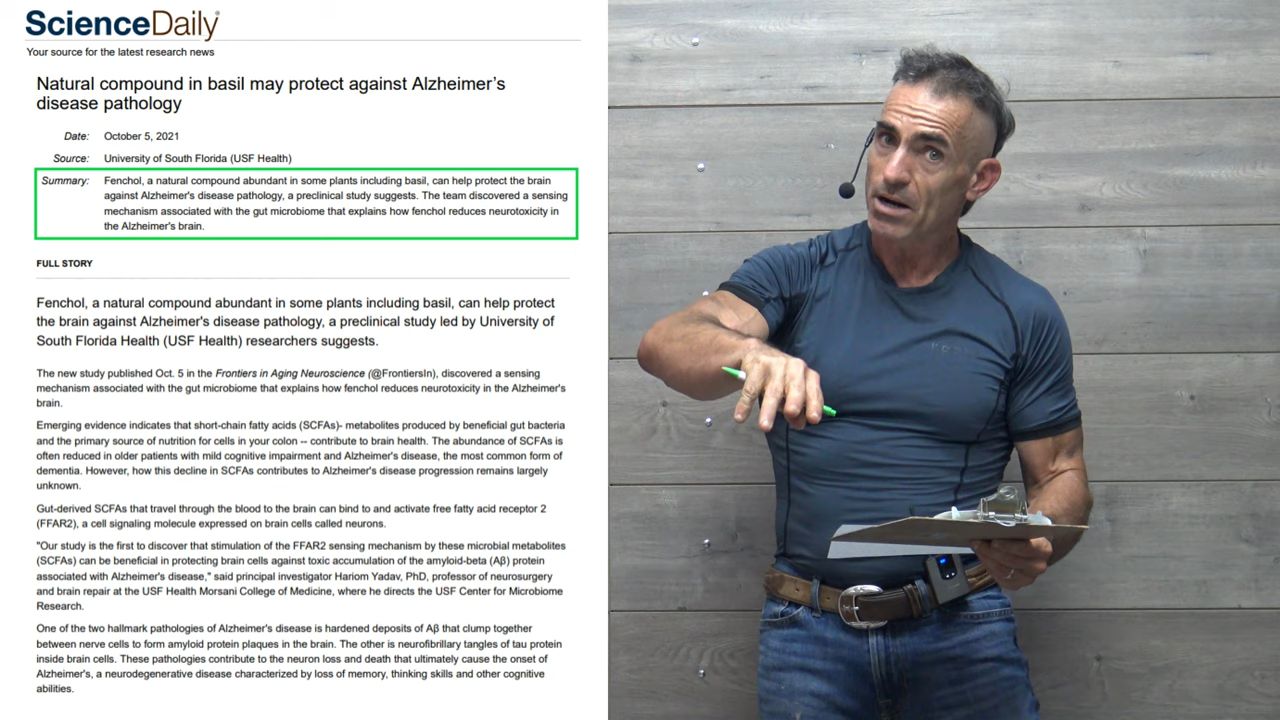 ScienceDaily®
Your source for the latest research news
Natural compound in basil may protect against Alzheimer's
disease pathology
Date: October 5, 2021
Source: University of South Florida (USF Health)
Summary: Fenchol, a natural compound abundant in some plants including basil, can help protect the brain
against Alzheimer's disease pathology, a preclinical study suggests. The team discovered a sensing
mechanism associated with the gut microbiome that explains how fenchol reduces neurotoxicity in
the Alzheimer's brain.
FULL STORY
Fenchol, a natural compound abundant in some plants including basil, can help protect
the brain against Alzheimer's disease pathology, a preclinical study led by University of
South Florida Health (USF Health) researchers suggests.
The new study published Oct. 5 in the Frontiers in Aging Neuroscience (@FrontiersIn), discovered a sensing
mechanism associated with the gut microbiome that explains how fenchol reduces neurotoxicity in the Alzheimer's
brain.
Emerging evidence indicates that short-chain fatty acids (SCFAs)- metabolites produced by beneficial gut bacteria
and the primary source of nutrition for cells in your colon -- contribute to brain health. The abundance of SCFAs is
often reduced in older patients with mild cognitive impairment and Alzheimer's disease, the most common form of
dementia. However, how this decline in SCFAs contributes to Alzheimer's disease progression remains largely
unknown.
Gut-derived SCFAs that travel through the blood to the brain can bind to and activate free fatty acid receptor 2
(FFAR2), a cell signaling molecule expressed on brain cells called neurons.
"Our study is the first to discover that stimulation of the FFAR2 sensing mechanism by these microbial metabolites
(SCFAs) can be beneficial in protecting brain cells against toxic accumulation of the amyloid-beta (Aβ) protein
associated with Alzheimer's disease," said principal investigator Hariom Yadav, PhD, professor of neurosurgery
and brain repair at the USF Health Morsani College of Medicine, where he directs the USF Center for Microbiome
Research.
One of the two hallmark pathologies of Alzheimer's disease is hardened deposits of Aβ that clump together
between nerve cells to form amyloid protein plaques in the brain. The other is neurofibrillary tangles of tau protein
inside brain cells. These pathologies contribute to the neuron loss and death that ultimately cause the onset of
Alzheimer's, a neurodegenerative disease characterized by loss of memory, thinking skills and other cognitive
abilities.